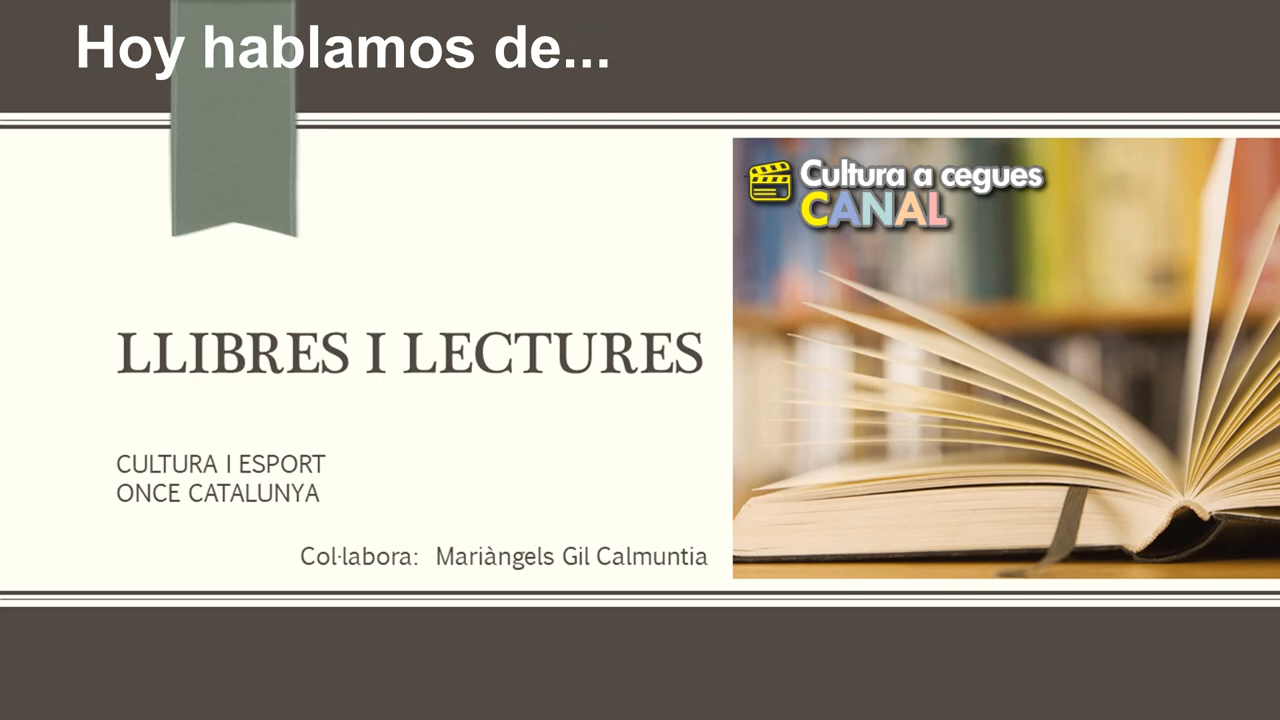 Hoy hablamos de...
Cultura a cegues
CANAL
LLIBRES I LECTURES
CULTURA I ESPORT
ONCE CATALUNYA
Col·labora: Mariàngels Gil Calmuntia